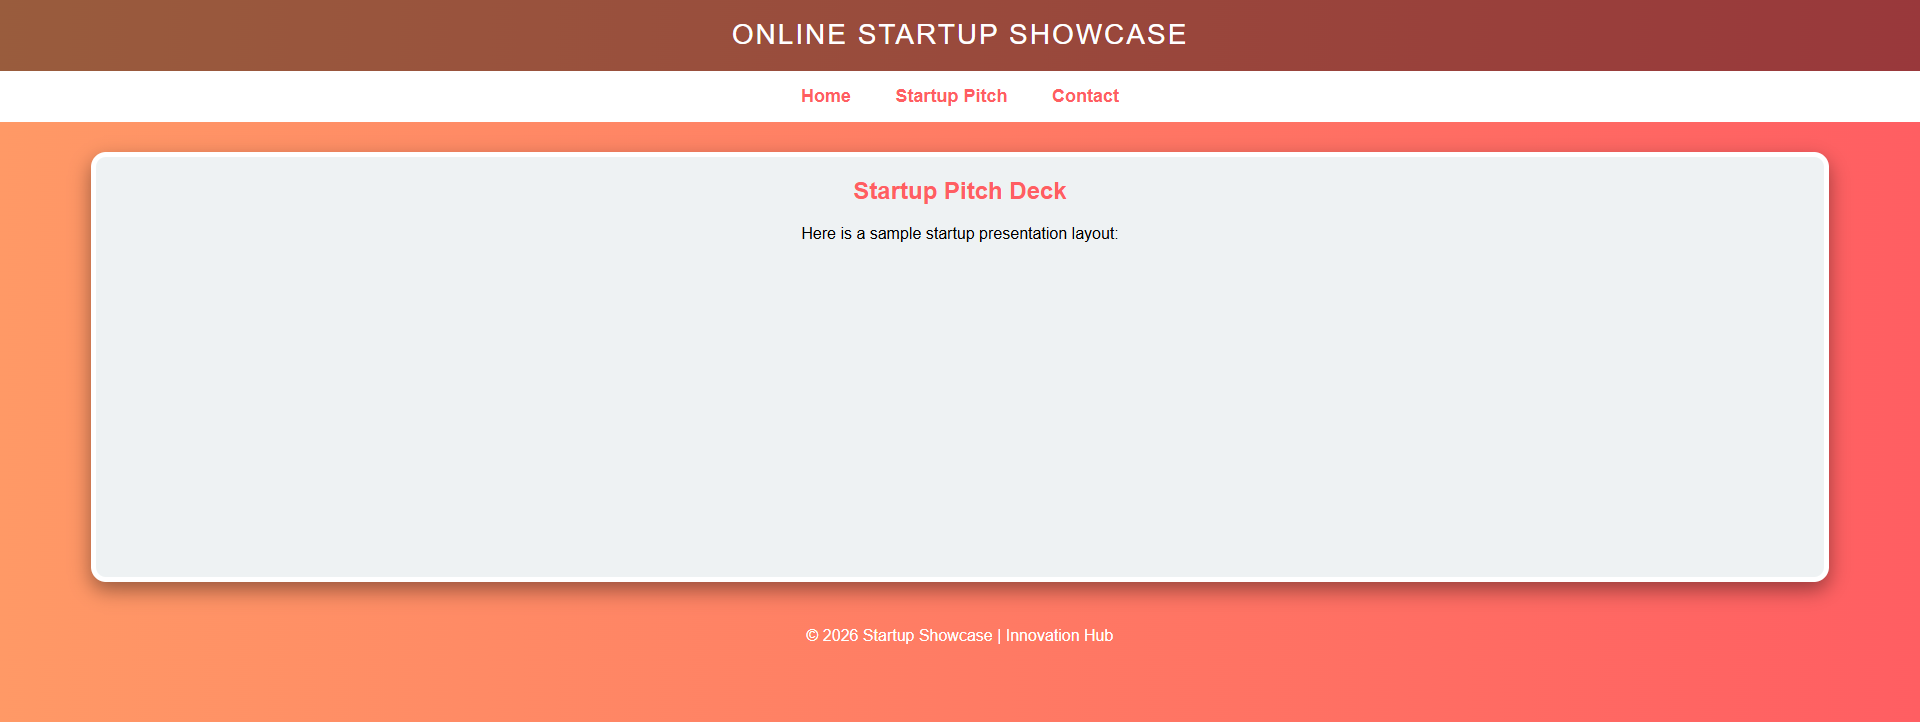 ONLINE STARTUP SHOWCASE
Home Startup Pitch Contact
Startup Pitch Deck
Here is a sample startup presentation layout:
© 2026 Startup Showcase | Innovation Hub